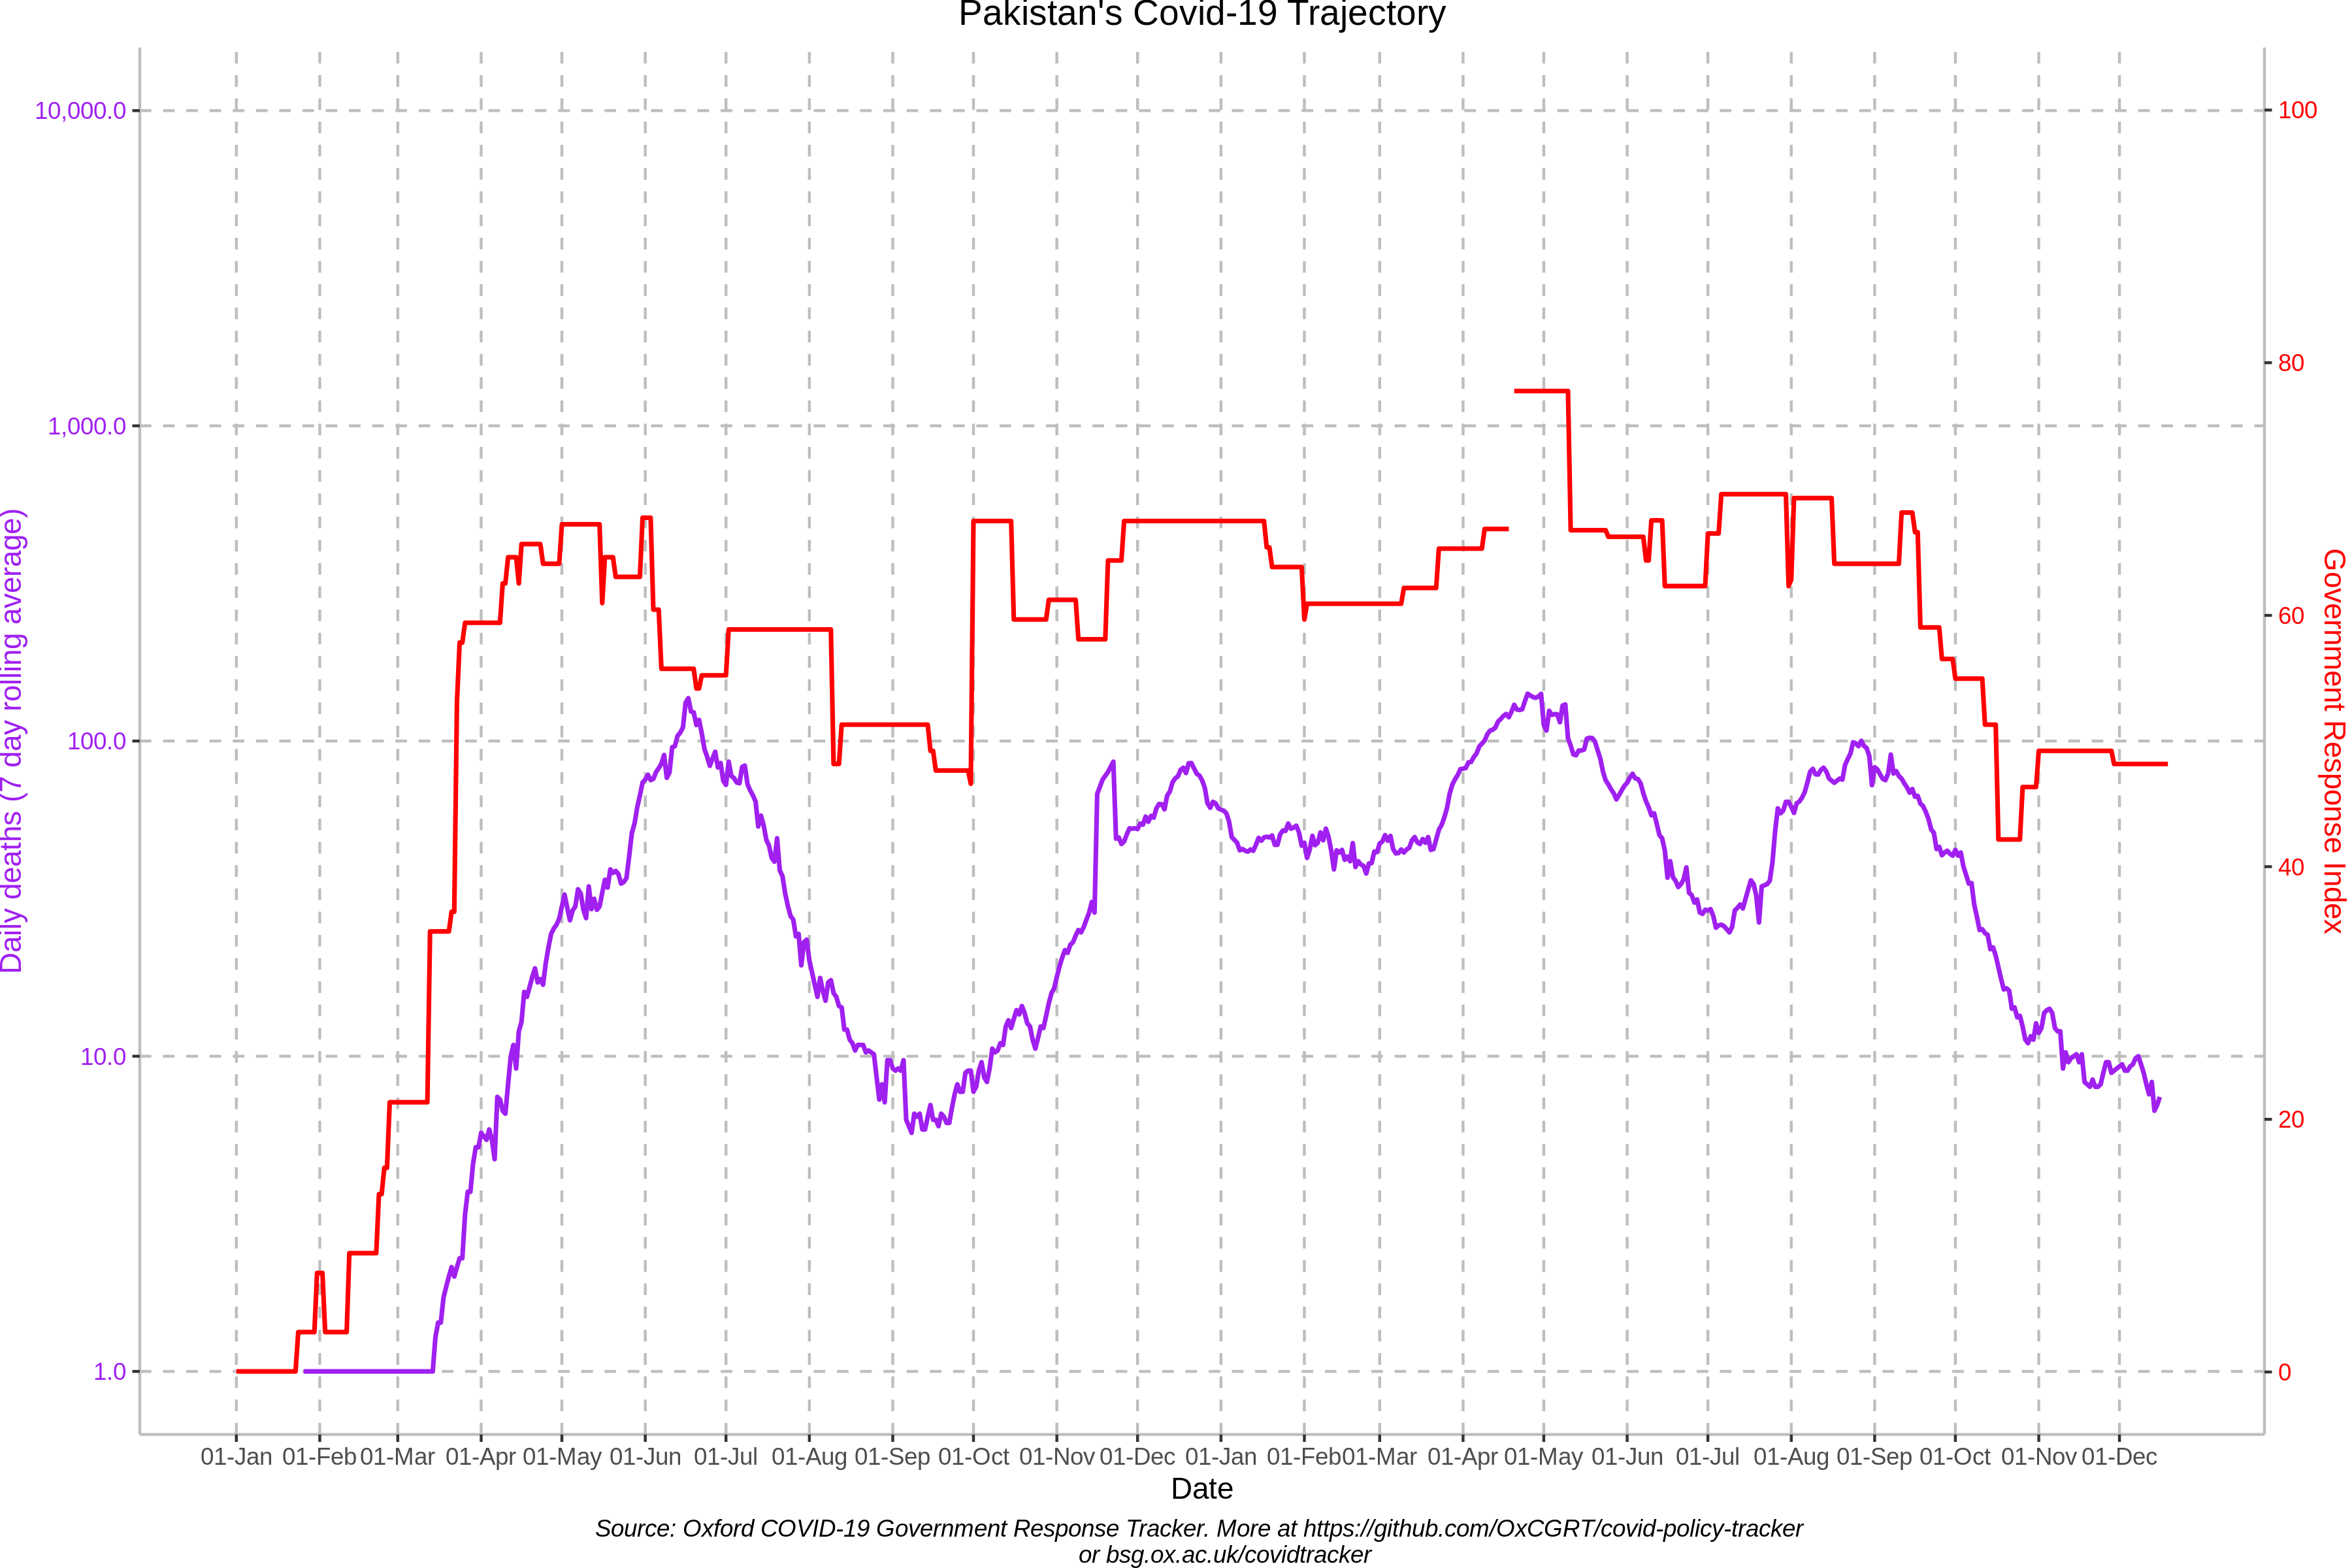 Pakistan's Covid-19 Trajectory
10,000.0
1,000.0
100.0
10.0
1.0
Daily deaths (7 day rolling average)
100
80
60
40
20
0
Government Response Index
01-Jan 01-Feb 01-Mar 01-Apr 01-May 01-Jun 01-Jul 01-Aug 01-Sep 01-Oct 01-Nov 01-Dec 01-Jan 01-Feb 01-Mar 01-Apr 01-May 01-Jun 01-Jul 01-Aug 01-Sep 01-Oct 01-Nov 01-Dec
Date
Source: Oxford COVID-19 Government Response Tracker. More at https://github.com/OxCGRT/covid-policy-tracker
or bsg.ox.ac.uk/covidtracker